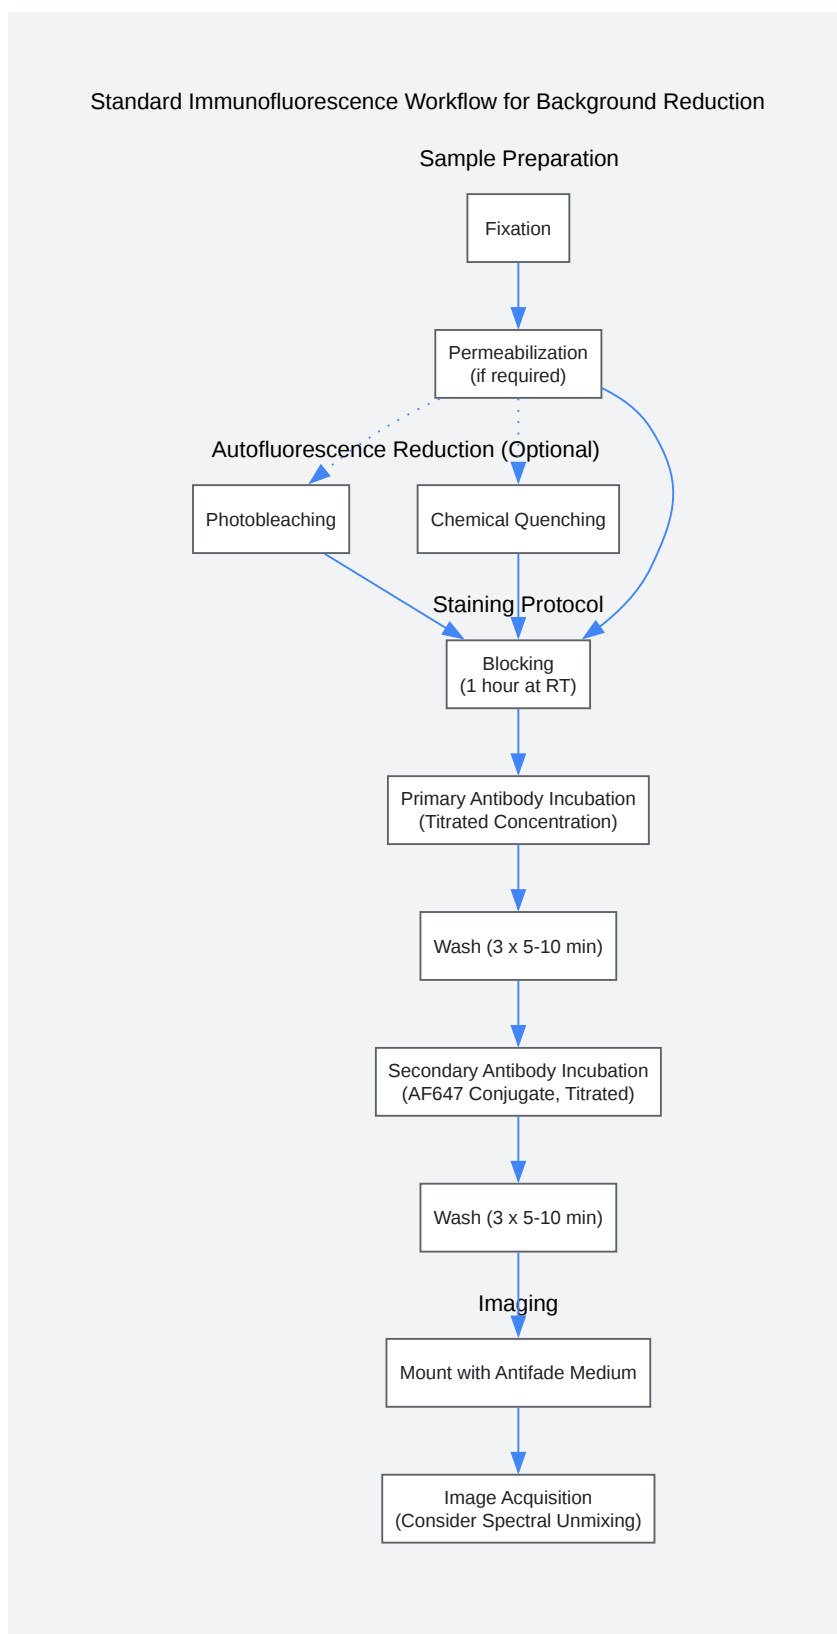 Standard Immunofluorescence Workflow for Background Reduction
Sample Preparation
Fixation
Permeabilization
(if required)
Autofluorescence Reduction (Optional)
Photobleaching
Chemical Quenching
Staining Protocol
Blocking
(1 hour at RT)
Primary Antibody Incubation
(Titrated Concentration)
Wash (3 x 5-10 min)
Secondary Antibody Incubation
(AF647 Conjugate, Titrated)
Wash (3 x 5-10 min)
Imaging
Mount with Antifade Medium
Image Acquisition
(Consider Spectral Unmixing)